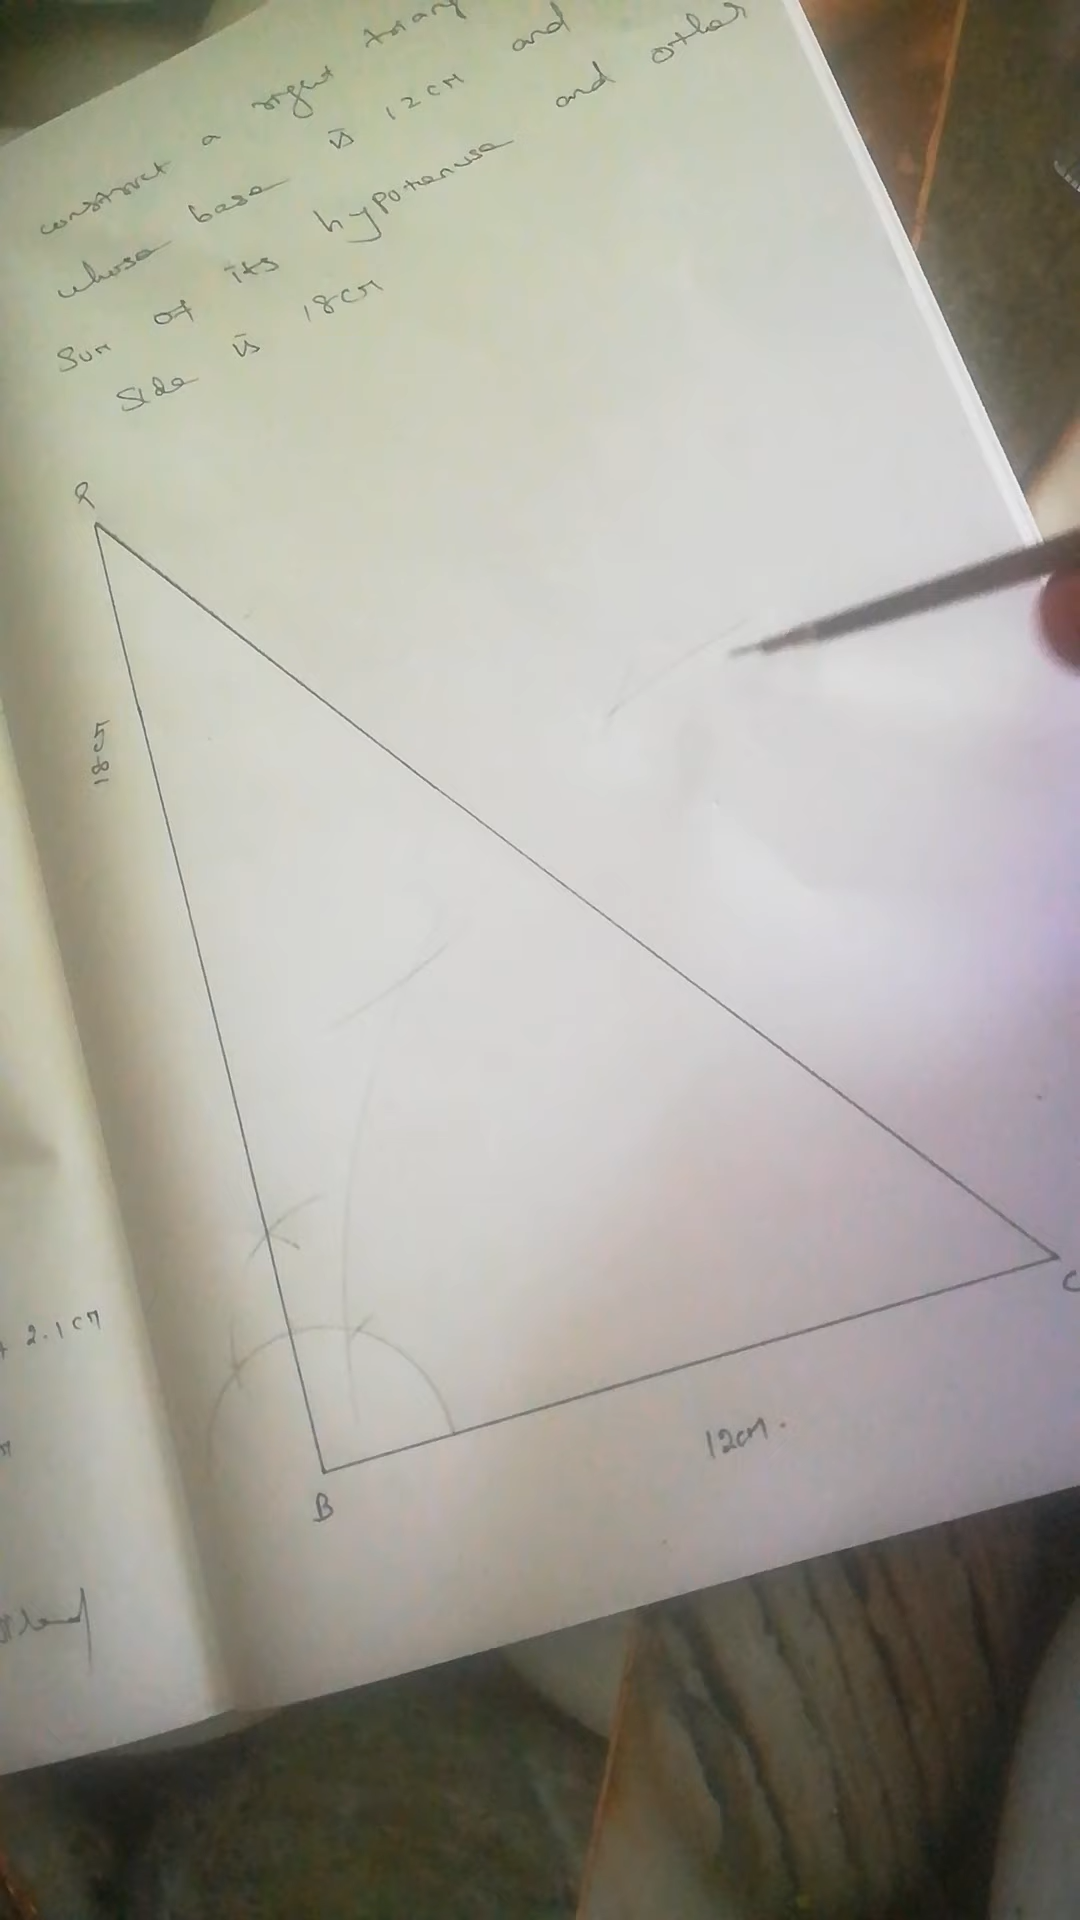 construct a right triang
whose base is 12cm and
sum of its hypotenuse and other
side is 18cm
18cm
2.1cm
12cm.
B
C